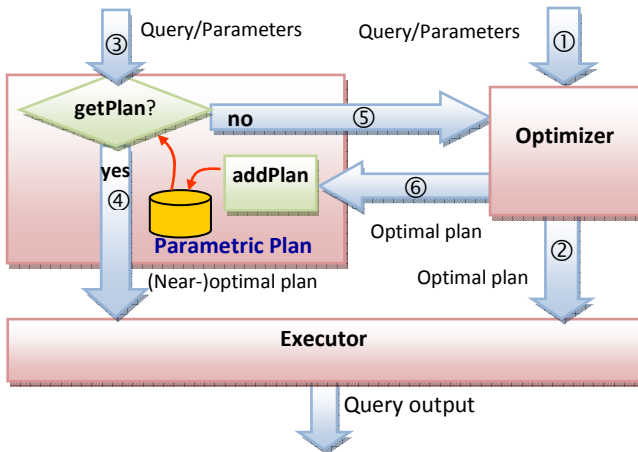 ③ Query/Parameters
Query/Parameters ①
getPlan?
no ⑤
Optimizer
yes
④
addPlan
⑥
Parametric Plan
Optimal plan
②
(Near-)optimal plan
Optimal plan
Executor
Query output